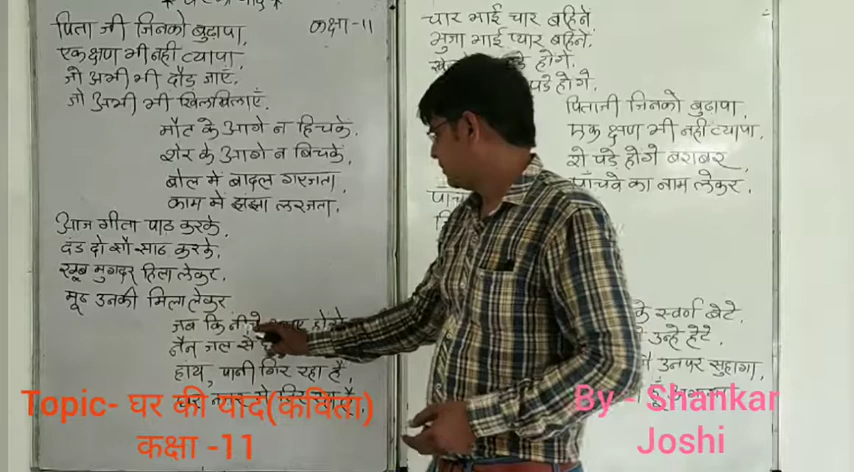 कक्षा-11
पिता जी जिनको बुढ़ापा,
एक क्षण भी नहीं व्यापा,
जो अभी भी दौड़ जाएँ,
जो अभी भी खिलखिलाएँ.
मौत के आगे न हिचकें,
शेर के आगे न बिचकें,
बोल में बादल गरजता,
काम में झंझा लरजता,
आज गीता पाठ करके,
दंड दो सौ साठ करके,
खूब मुगदर हिला लेकर,
मूठ उनकी मिला लेकर
जब कि नीचे
नैन जल से
हाय, पानी गिर रहा है,
चार भाई चार बहिनें
भुजा भाई प्यार बहिनें,
होंगे,
पड़े होंगे,
पिताजी जिनको बुढ़ापा,
एक क्षण भी नहीं व्यापा,
रो पड़े होंगे बराबर,
पाँचवे का नाम लेकर,
के स्वर्ण बेटे,
उन्हें हेटे,
उनपर सुहागा,
Topic- घर की याद(कविता)
कक्षा -11
By - Shankar
Joshi